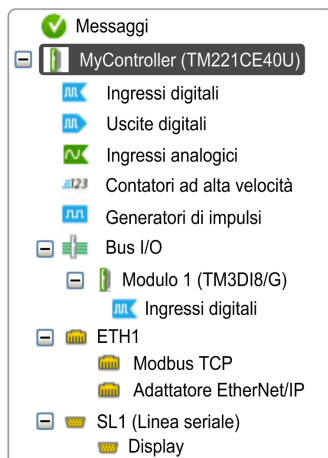 Messaggi
MyController (TM221CE40U)
Ingressi digitali
Uscite digitali
Ingressi analogici
123 Contatori ad alta velocità
Generatori di impulsi
Bus I/O
Modulo 1 (TM3DI8/G)
Ingressi digitali
ETH1
Modbus TCP
Adattatore EtherNet/IP
SL1 (Linea seriale)
Display